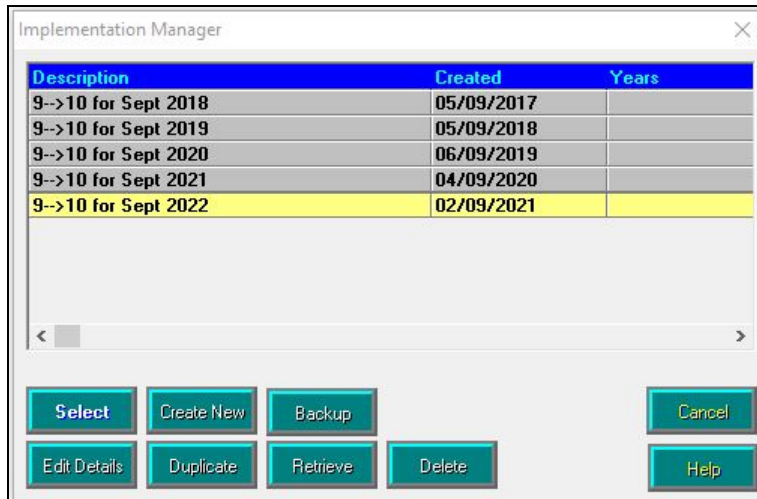 Implementation Manager
Description Created Years
9-->10 for Sept 2018 05/09/2017
9-->10 for Sept 2019 05/09/2018
9-->10 for Sept 2020 06/09/2019
9-->10 for Sept 2021 04/09/2020
9-->10 for Sept 2022 02/09/2021
Select Create New Backup Cancel
Edit Details Duplicate Retrieve Delete Help